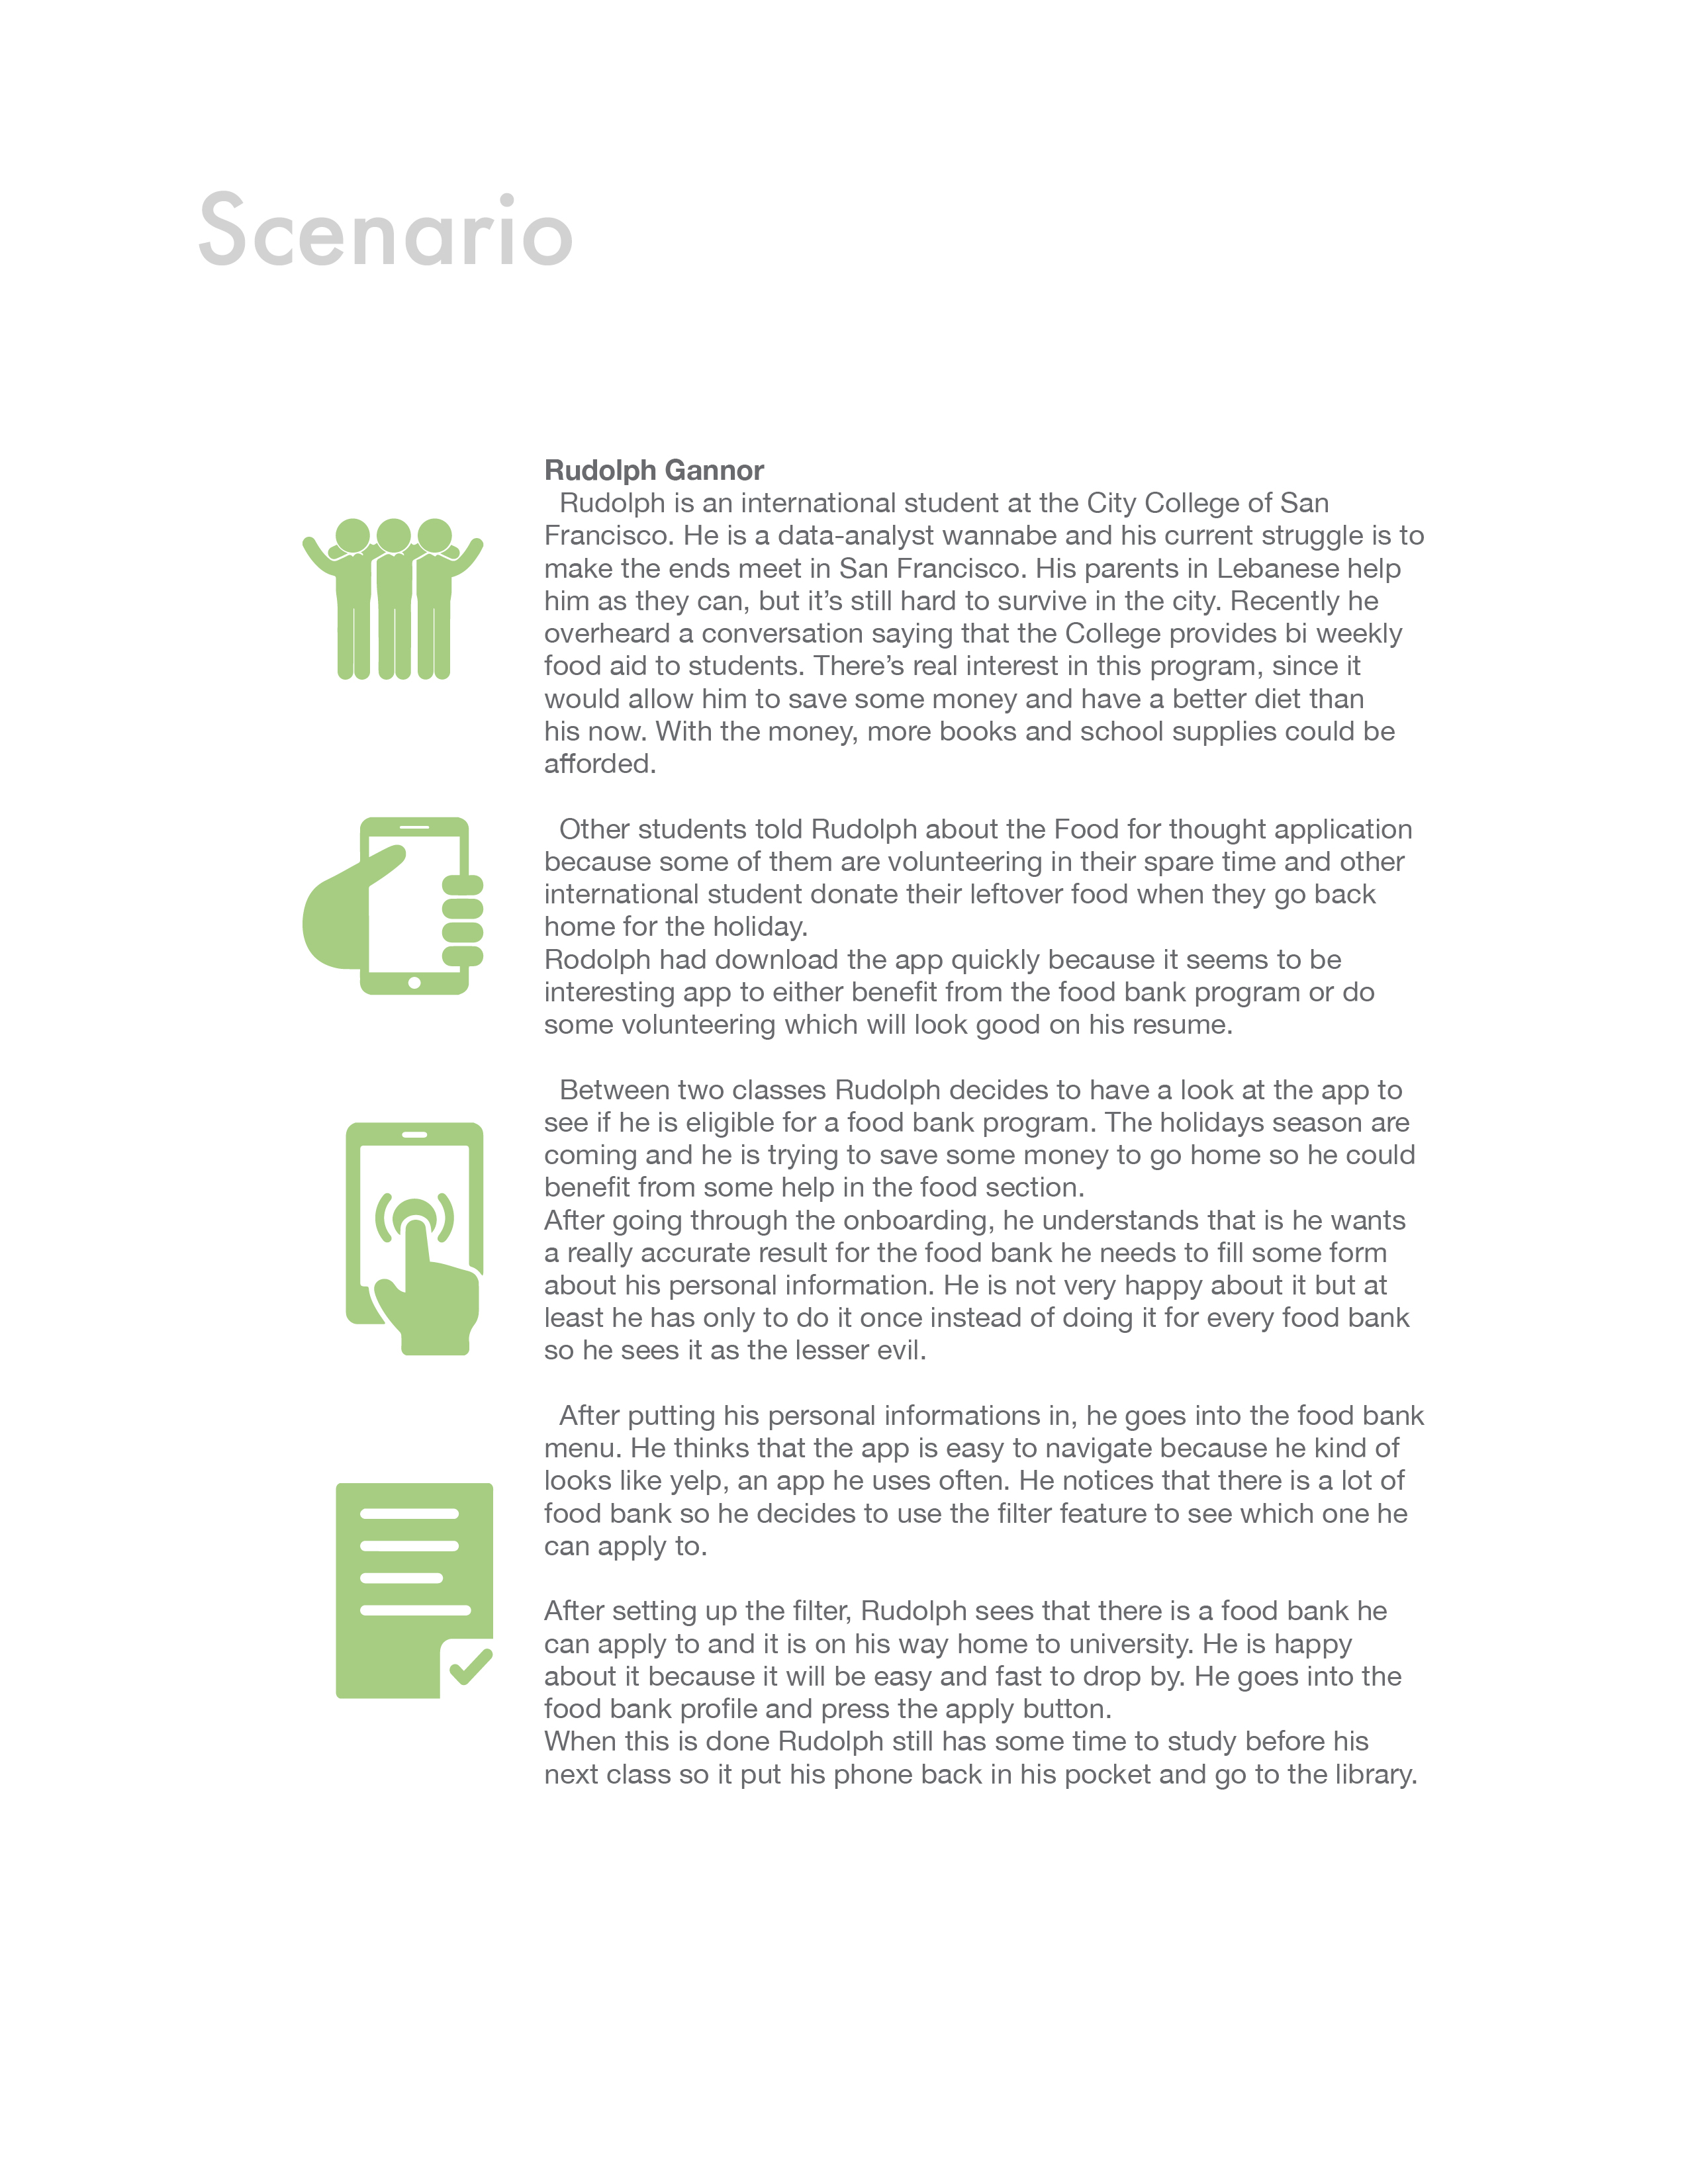 Scenario
Rudolph Gannor
Rudolph is an international student at the City College of San
Francisco. He is a data-analyst wannabe and his current struggle is to
make the ends meet in San Francisco. His parents in Lebanese help
him as they can, but it’s still hard to survive in the city. Recently he
overheard a conversation saying that the College provides bi weekly
food aid to students. There’s real interest in this program, since it
would allow him to save some money and have a better diet than
his now. With the money, more books and school supplies could be
afforded.
Other students told Rudolph about the Food for thought application
because some of them are volunteering in their spare time and other
international student donate their leftover food when they go back
home for the holiday.
Rodolph had download the app quickly because it seems to be
interesting app to either benefit from the food bank program or do
some volunteering which will look good on his resume.
Between two classes Rudolph decides to have a look at the app to
see if he is eligible for a food bank program. The holidays season are
coming and he is trying to save some money to go home so he could
benefit from some help in the food section.
After going through the onboarding, he understands that is he wants
a really accurate result for the food bank he needs to fill some form
about his personal information. He is not very happy about it but at
least he has only to do it once instead of doing it for every food bank
so he sees it as the lesser evil.
After putting his personal informations in, he goes into the food bank
menu. He thinks that the app is easy to navigate because he kind of
looks like yelp, an app he uses often. He notices that there is a lot of
food bank so he decides to use the filter feature to see which one he
can apply to.
After setting up the filter, Rudolph sees that there is a food bank he
can apply to and it is on his way home to university. He is happy
about it because it will be easy and fast to drop by. He goes into the
food bank profile and press the apply button.
When this is done Rudolph still has some time to study before his
next class so it put his phone back in his pocket and go to the library.